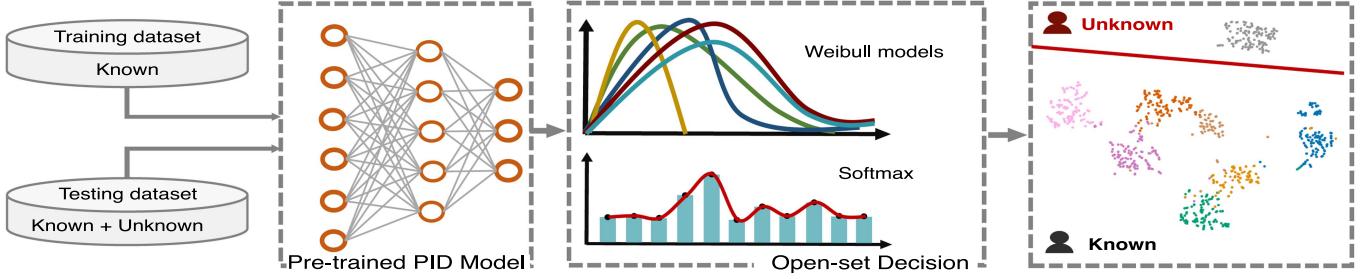 Training dataset
Known
Testing dataset
Known + Unknown
Pre-trained PID Model
Weibull models
Softmax
Open-set Decision
Unknown
Known